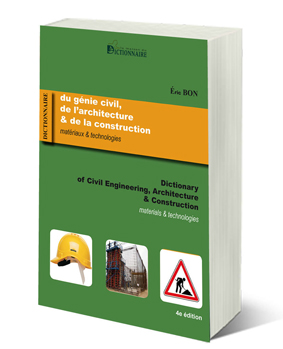 DICTIONNAIRE
Éric BON
DICTIONNAIRE
du génie civil,
de l'architecture
& de la construction
matériaux & technologies
Dictionary
of Civil Engineering, Architecture
& Construction
materials & technologies
4e édition